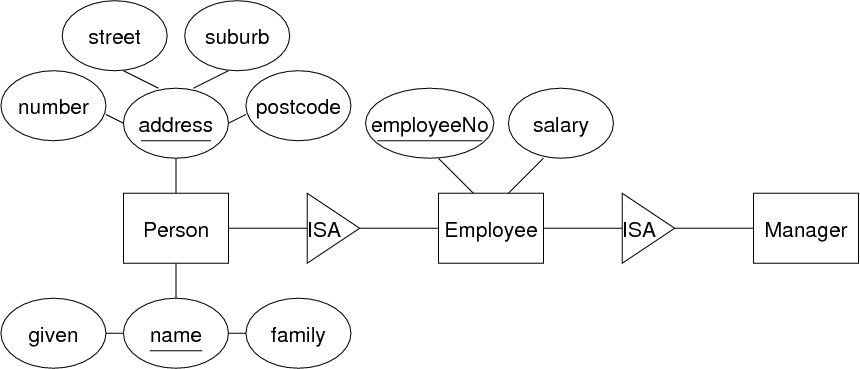 street
suburb
number
address
postcode
employeeNo
salary
Person
ISA
Employee
ISA
Manager
given
name
family